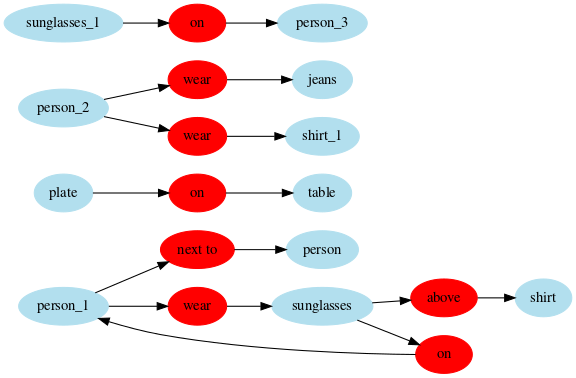 sunglasses_1 on person_3
wear jeans
person_2
wear shirt_1
plate on table
next to person
person_1 wear sunglasses above shirt
on